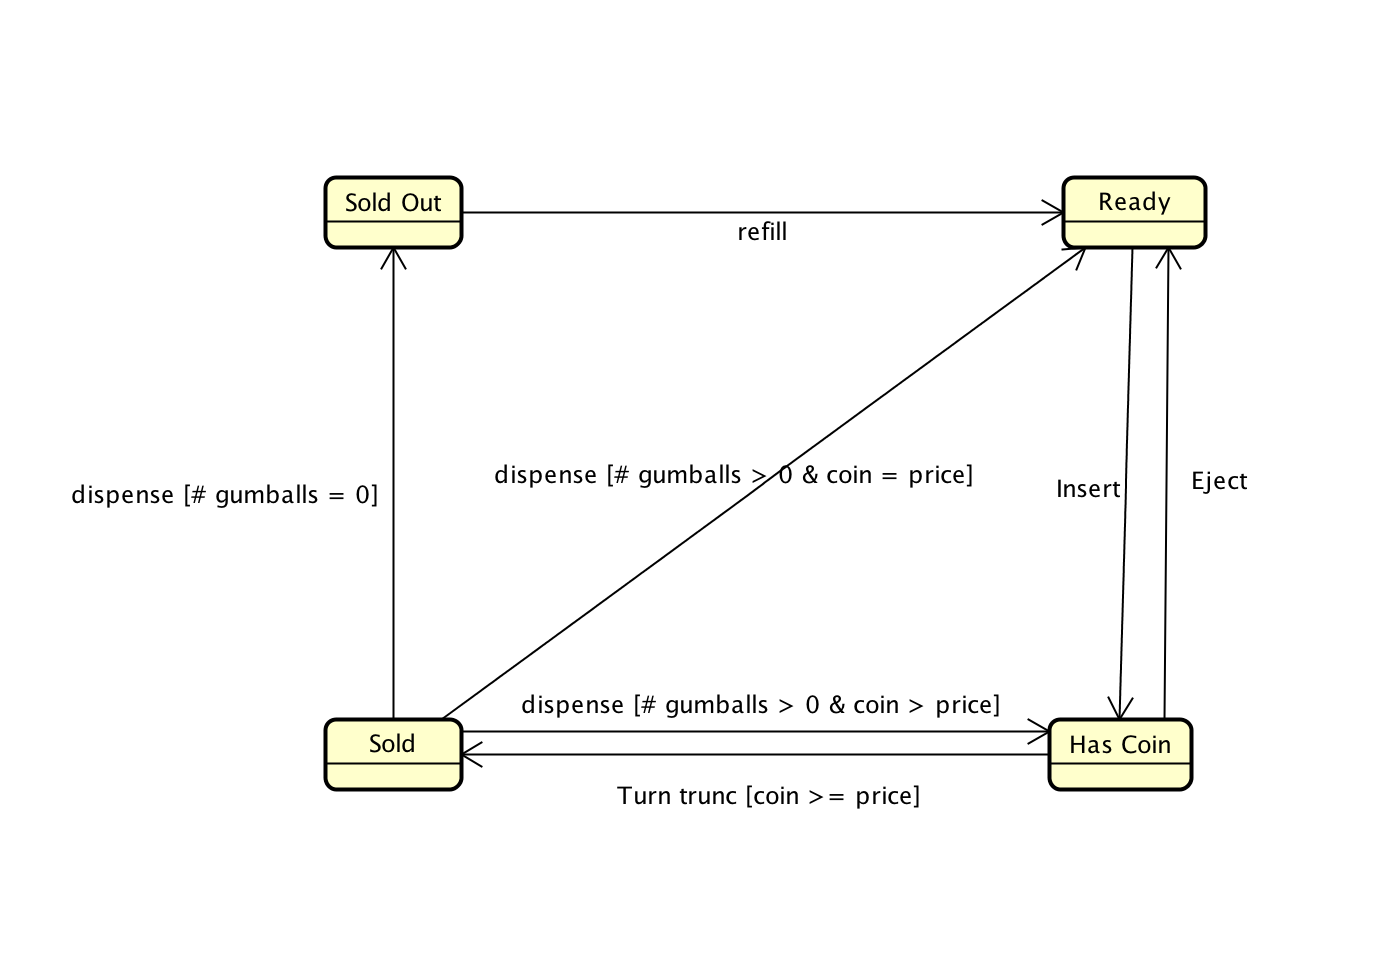 Sold Out
Ready
refill
dispense [# gumballs > 0 & coin = price]
Eject
Insert
dispense [# gumballs = 0]
dispense [# gumballs > 0 & coin > price]
Sold
Has Coin
Turn trunc [coin >= price]